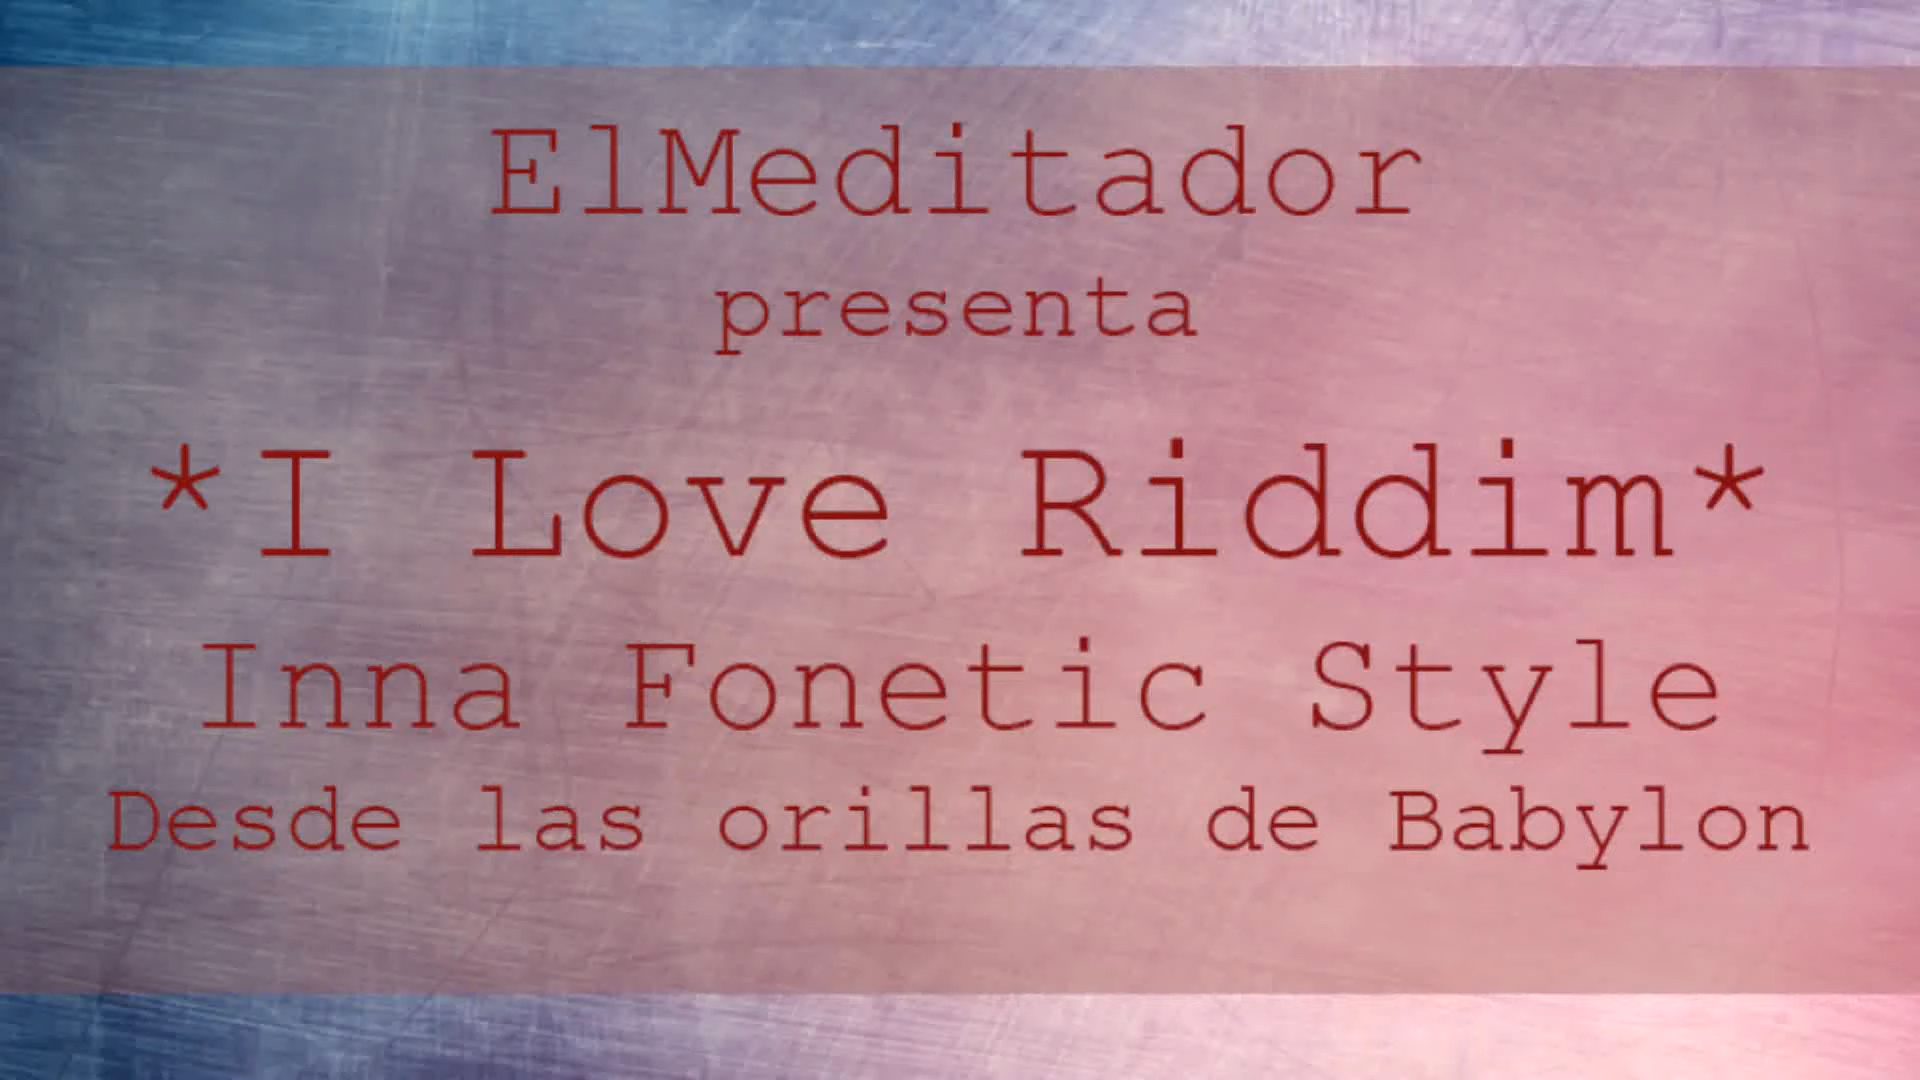 ElMeditador
presenta
*I Love Riddim*
Inna Fonetic Style
Desde las orillas de Babylon